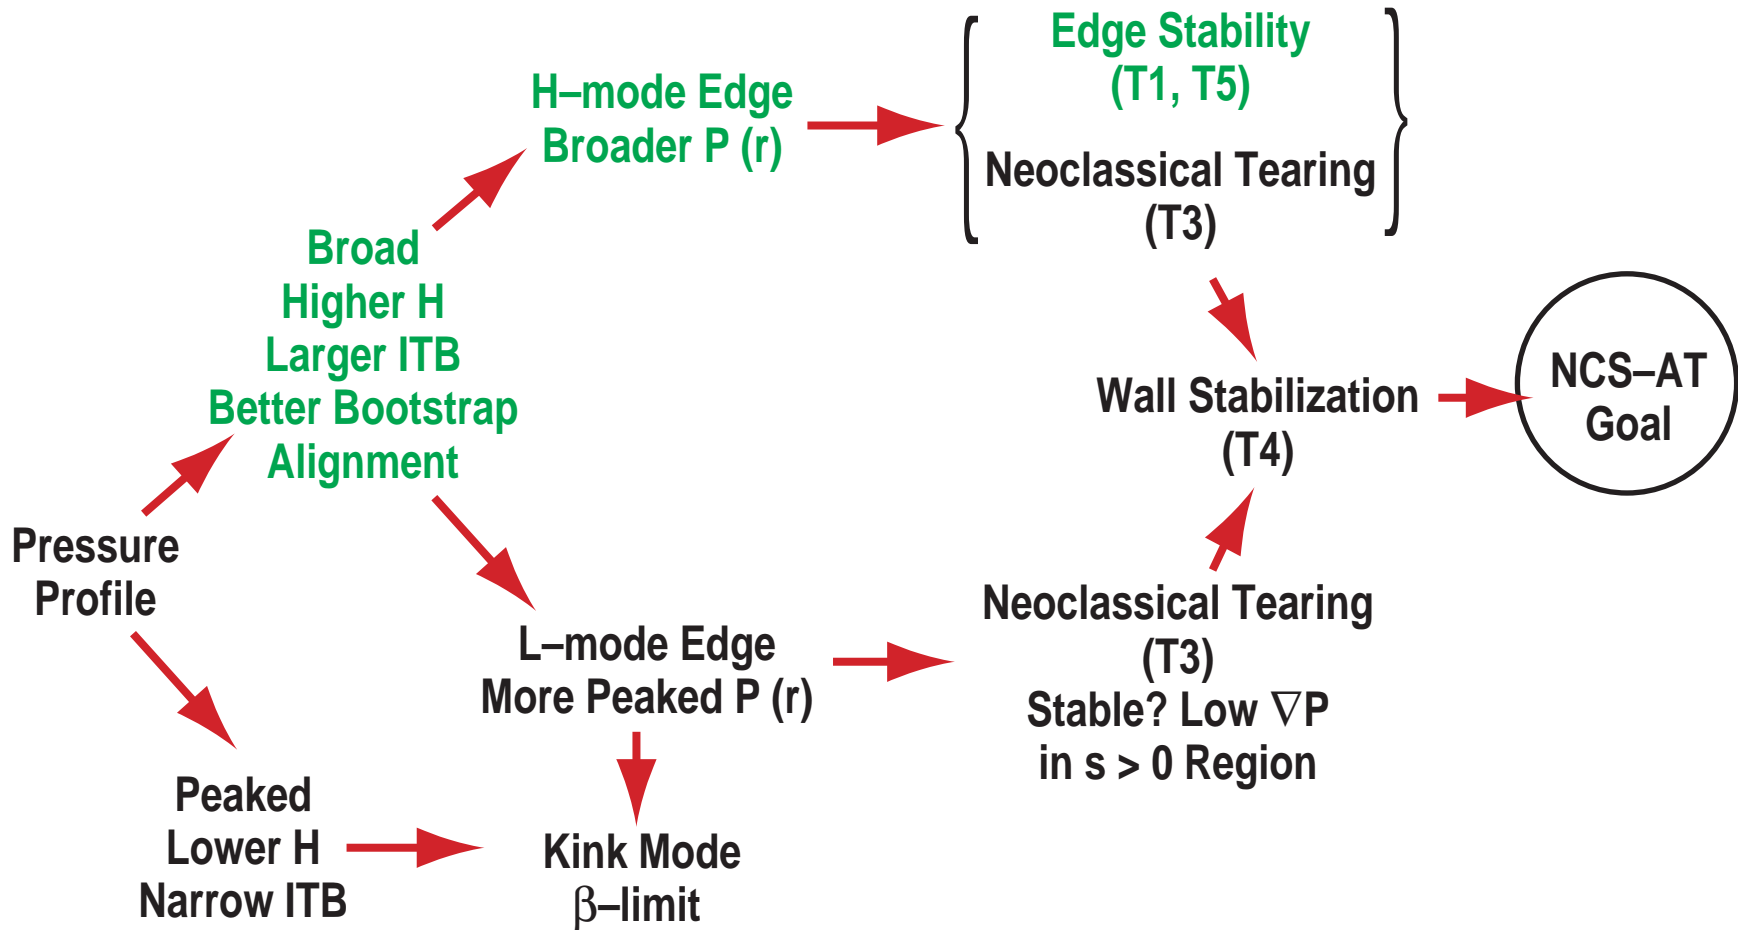 Edge Stability
(T1, T5)
H–mode Edge
Broader P (r)
Neoclassical Tearing
(T3)
Broad
Higher H
Larger ITB
Better Bootstrap
Alignment
Wall Stabilization
(T4)
NCS–AT
Goal
Pressure
Profile
L–mode Edge
More Peaked P (r)
Neoclassical Tearing
(T3)
Stable? Low ∇P
in s > 0 Region
Peaked
Lower H
Narrow ITB
Kink Mode
β–limit